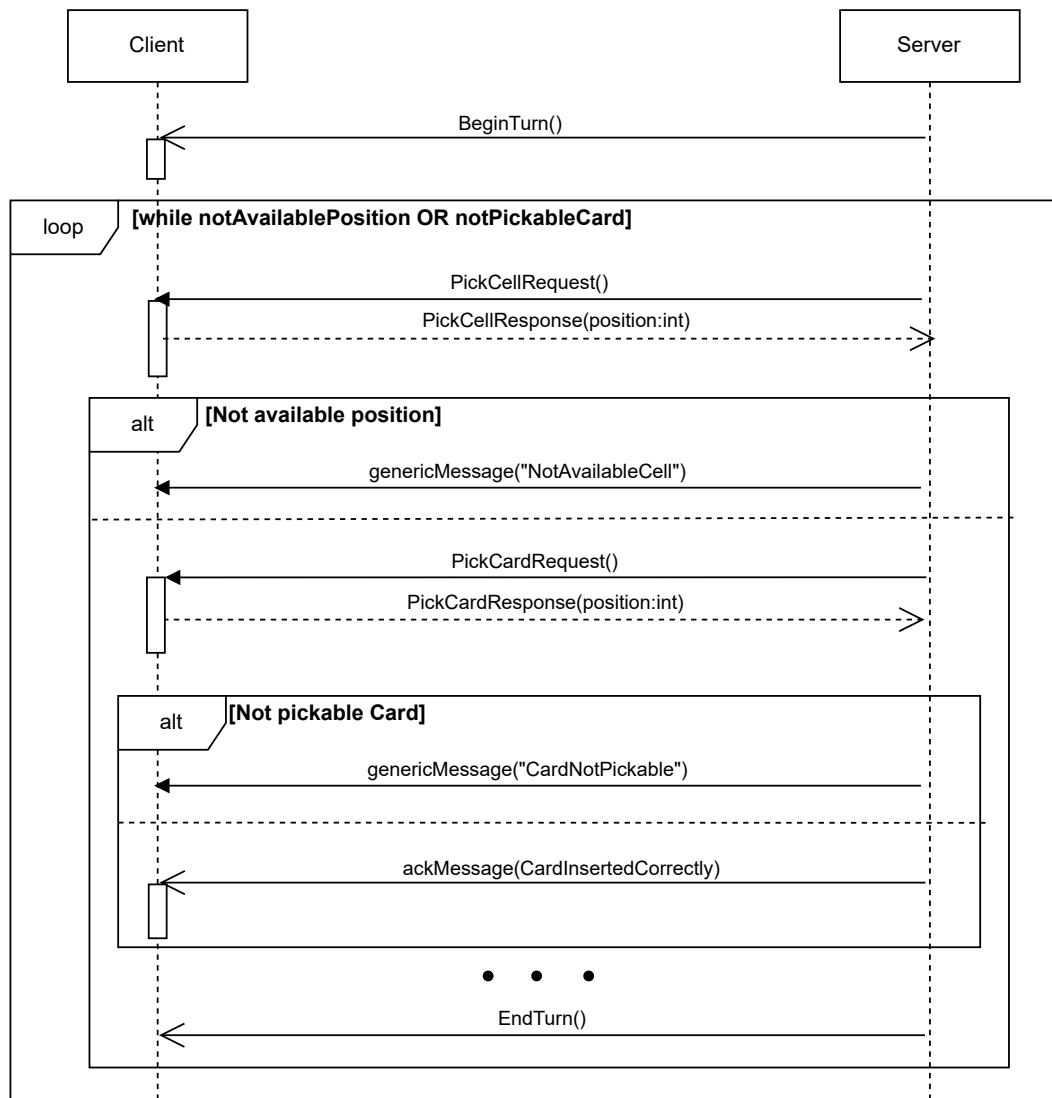 Client
Server
BeginTurn()
loop
[while notAvailablePosition OR notPickableCard]
PickCellRequest()
PickCellResponse(position:int)
alt
[Not available position]
genericMessage("NotAvailableCell")
PickCardRequest()
PickCardResponse(position:int)
alt
[Not pickable Card]
genericMessage("CardNotPickable")
ackMessage(CardInsertedCorrectly)
EndTurn()